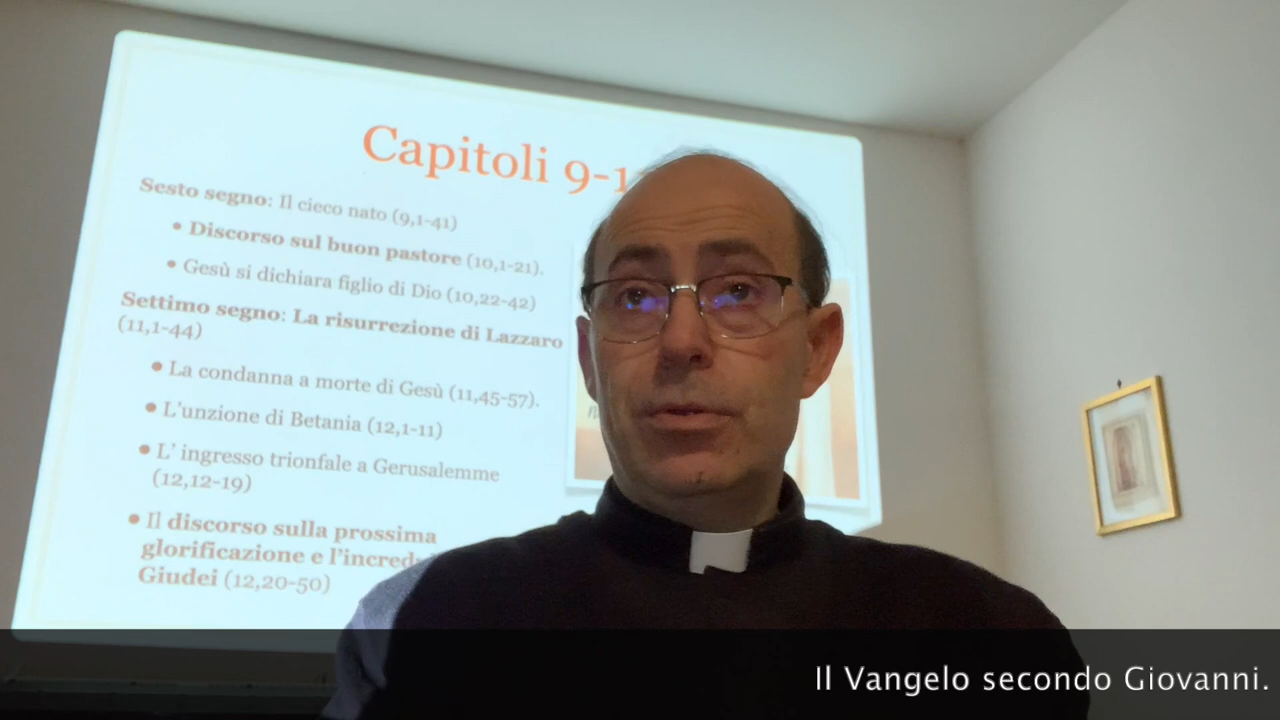 Capitoli 9-1
Sesto segno: Il cieco nato (9,1-41)
• Discorso sul buon pastore (10,1-21).
• Gesù si dichiara figlio di Dio (10,22-42)
Settimo segno: La risurrezione di Lazzaro
(11,1-44)
• La condanna a morte di Gesù (11,45-57).
• L'unzione di Betania (12,1-11)
• L' ingresso trionfale a Gerusalemme
(12,12-19)
• Il discorso sulla prossima
glorificazione e l'incred
Giudei (12,20-50)
Il Vangelo secondo Giovanni.